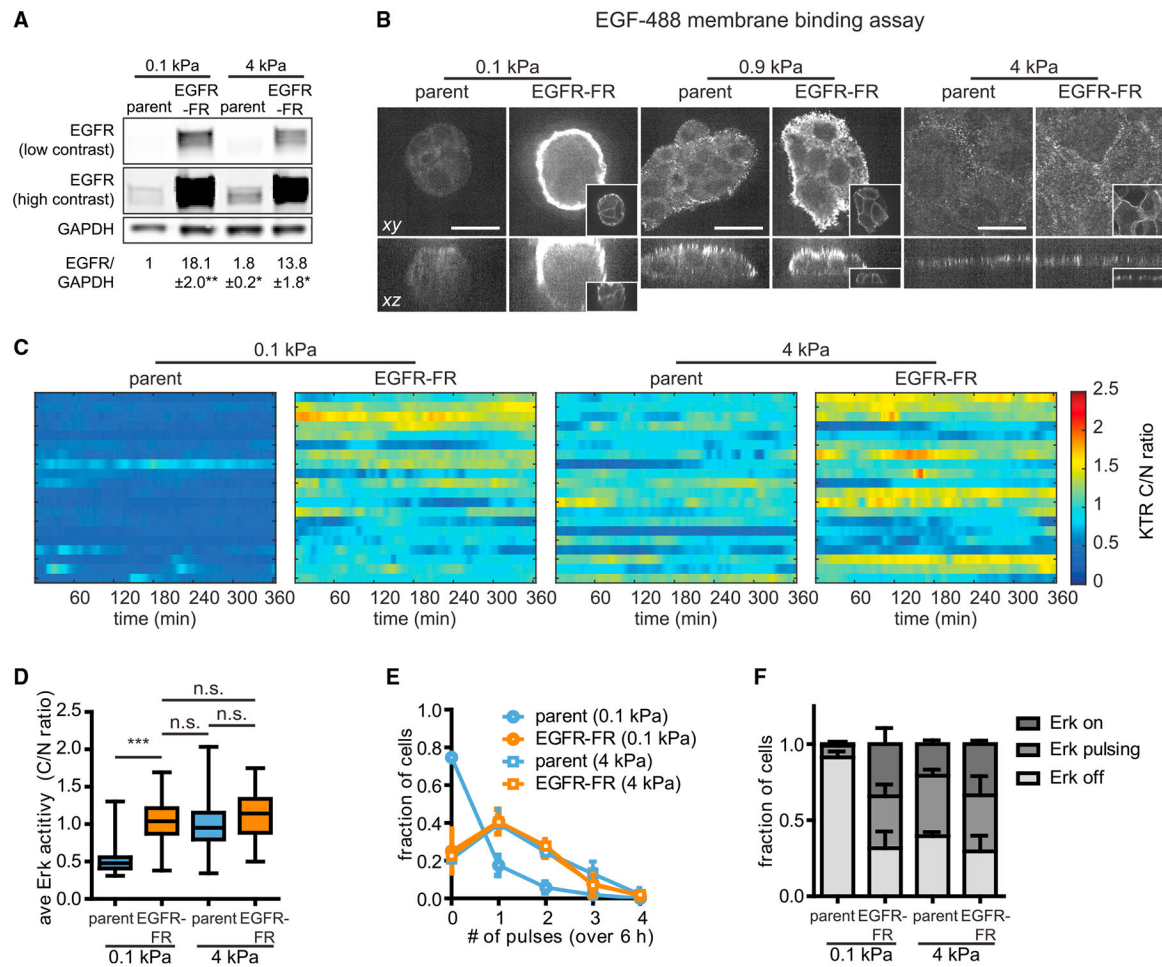 A
0.1 kPa 4 kPa
parent EGFR-FR parent EGFR-FR
EGFR
(low contrast)
EGFR
(high contrast)
GAPDH
EGFR/ 1 18.1 1.8 13.8
GAPDH ±2.0** ±0.2* ±1.8*
B
EGF-488 membrane binding assay
0.1 kPa 0.9 kPa 4 kPa
parent EGFR-FR parent EGFR-FR parent EGFR-FR
xy
xz
C
0.1 kPa 4 kPa
parent EGFR-FR parent EGFR-FR
60 120 180 240 300 360 60 120 180 240 300 360 60 120 180 240 300 360 60 120 180 240 300 360
time (min) time (min) time (min) time (min)
2.5
2
1.5
1
0.5
0
KTR C/N ratio
D
ave Erk actitivy (C/N ratio)
2.5
2.0
1.5
1.0
0.5
0.0
n.s.
*** n.s. n.s.
parent EGFR-FR parent EGFR-FR
0.1 kPa 4 kPa
E
fraction of cells
1.0
0.8
0.6
0.4
0.2
0.0
parent (0.1 kPa)
EGFR-FR (0.1 kPa)
parent (4 kPa)
EGFR-FR (4 kPa)
0 1 2 3 4
# of pulses (over 6 h)
F
fraction of cells
1.0
0.5
0.0
Erk on
Erk pulsing
Erk off
parent EGFR-FR parent EGFR-FR
0.1 kPa 4 kPa